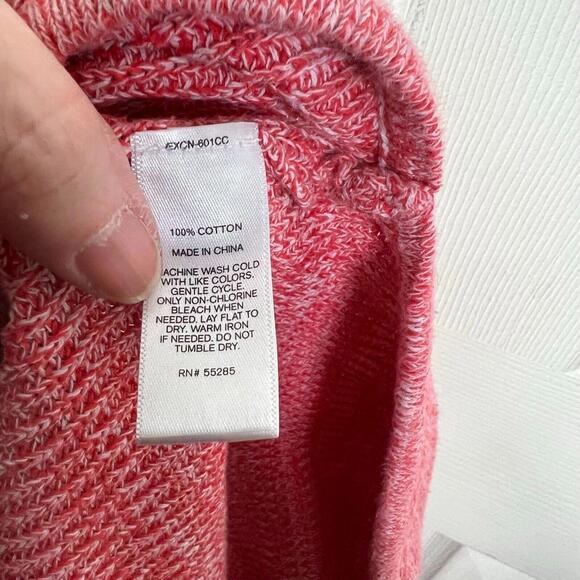 EXCN-601CC
100% COTTON
MADE IN CHINA
ACHINE WASH COLD
WITH LIKE COLORS.
GENTLE CYCLE.
ONLY NON-CHLORINE
BLEACH WHEN
NEEDED. LAY FLAT TO
DRY. WARM IRON
IF NEEDED. DO NOT
TUMBLE DRY.
RN# 55285